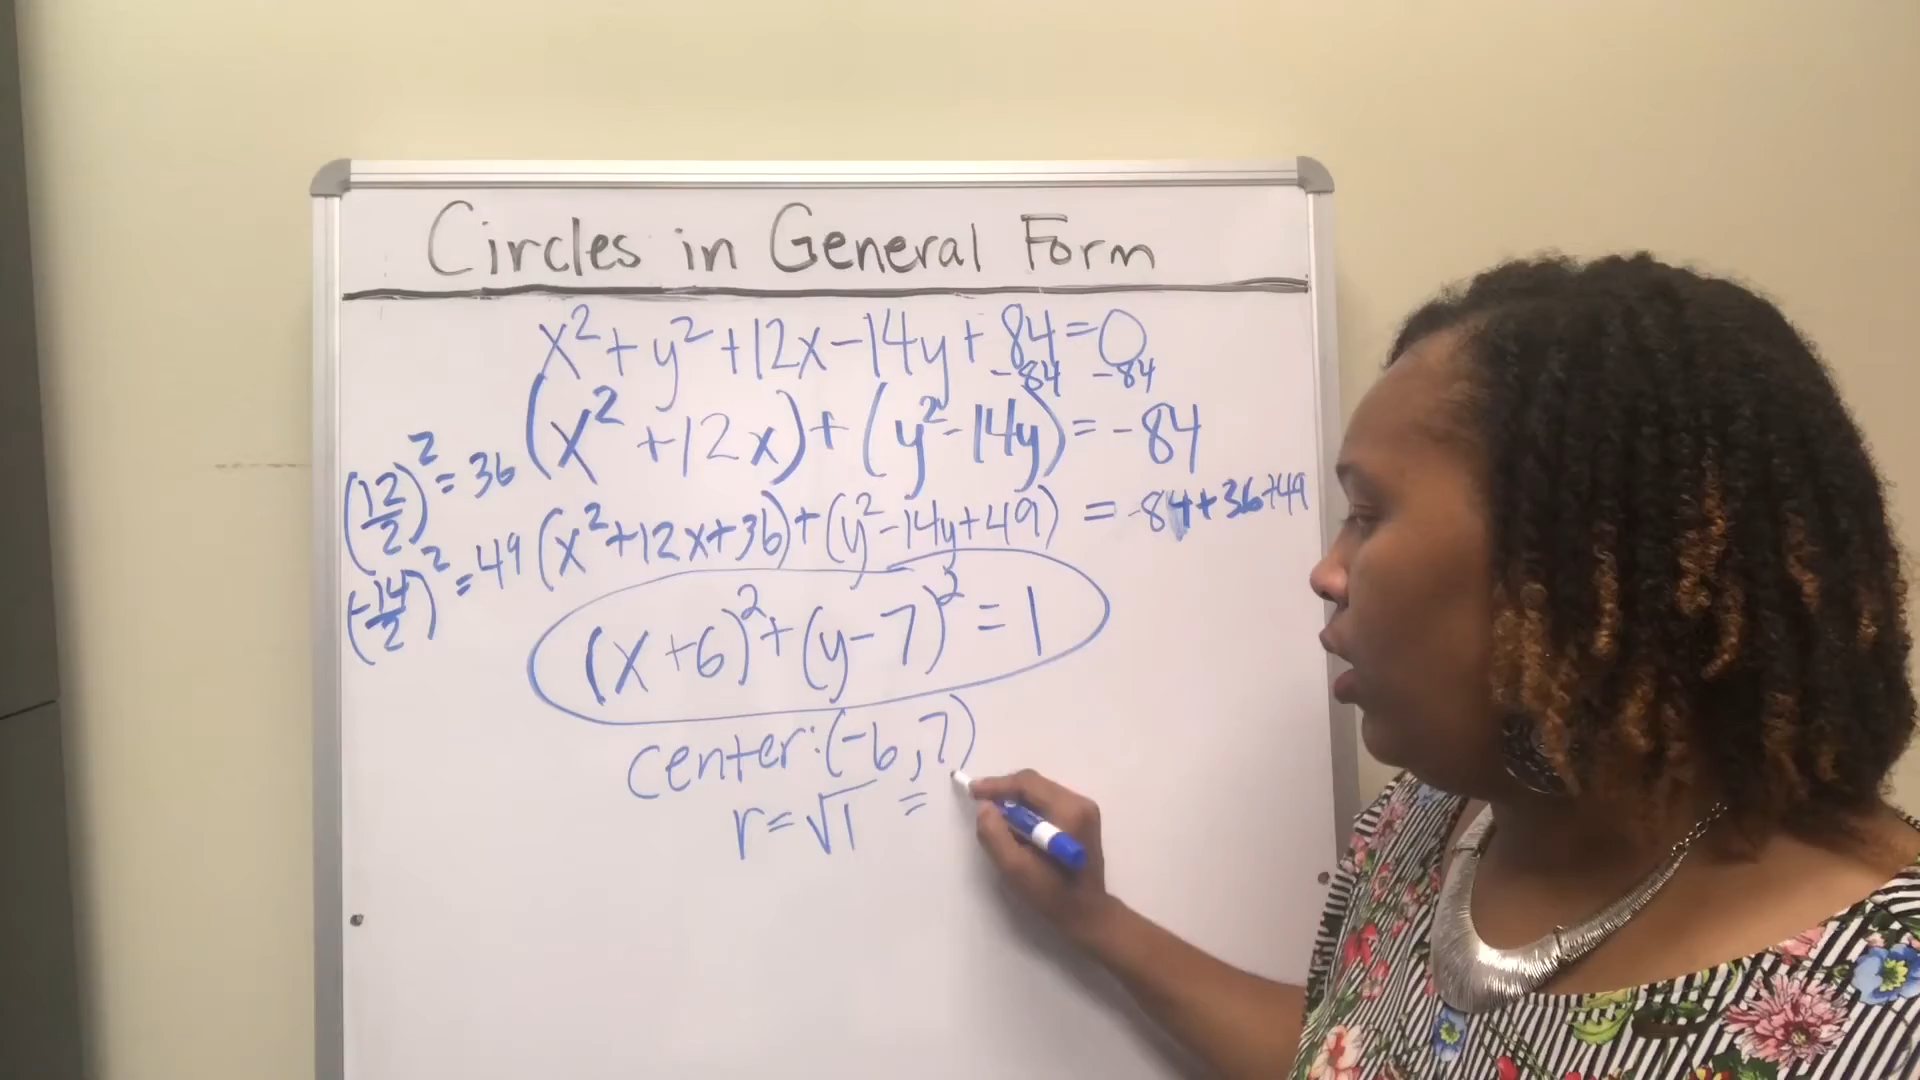 Circles in General Form
x² + y² + 12x - 14y + 84 = 0
-84 -84
(x² + 12x) + (y² - 14y) = -84
(12/2)² = 36
(x² + 12x + 36) + (y² - 14y + 49) = -84 + 36 + 49
(-14/2)² = 49
(x + 6)² + (y - 7)² = 1
center: (-6, 7)
r = √1 =